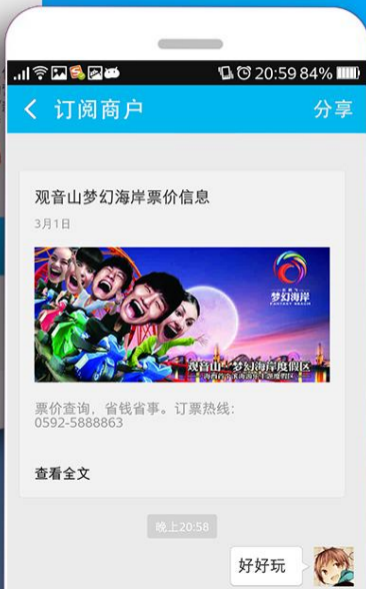 20:59 84%
订阅商户
分享
观音山梦幻海岸票价信息
3月1日
梦幻海岸
FANTASY BEACH
观音山·梦幻海岸度假区
票价查询，省钱省事。订票热线：
0592-5888863
查看全文
晚上20:58
好好玩